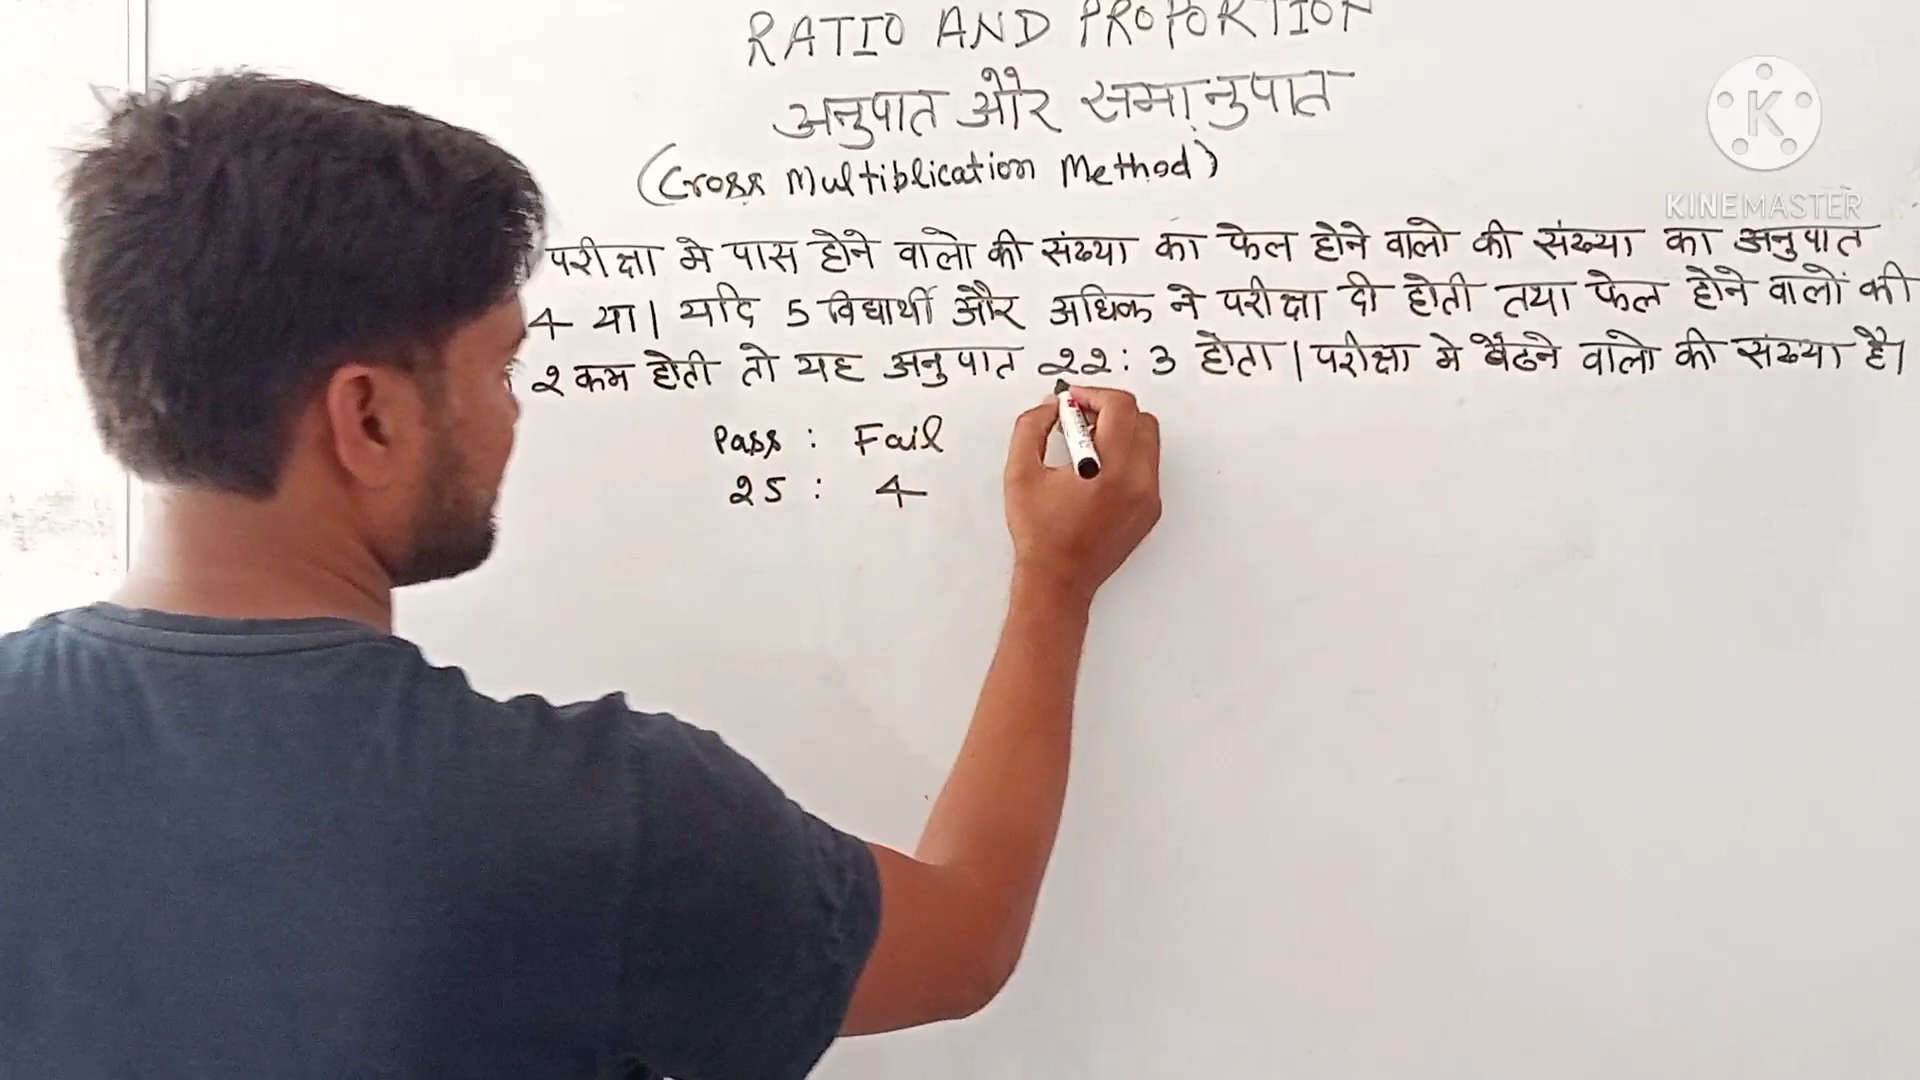 RATIO AND PROPORTION
अनुपात और समानुपात
(Cross Multiblication Method)
परीक्षा मे पास होने वालो की संख्या का फेल होने वालो की संख्या का अनुपात
4 था। यदि 5 विद्यार्थी और अधिक ने परीक्षा दी होती तथा फेल होने वालों की
2 कम होती तो यह अनुपात 22 : 3 होता। परीक्षा मे बैठने वालो की संख्या है।
Pass : Fail
25 : 4
K
KINEMASTER